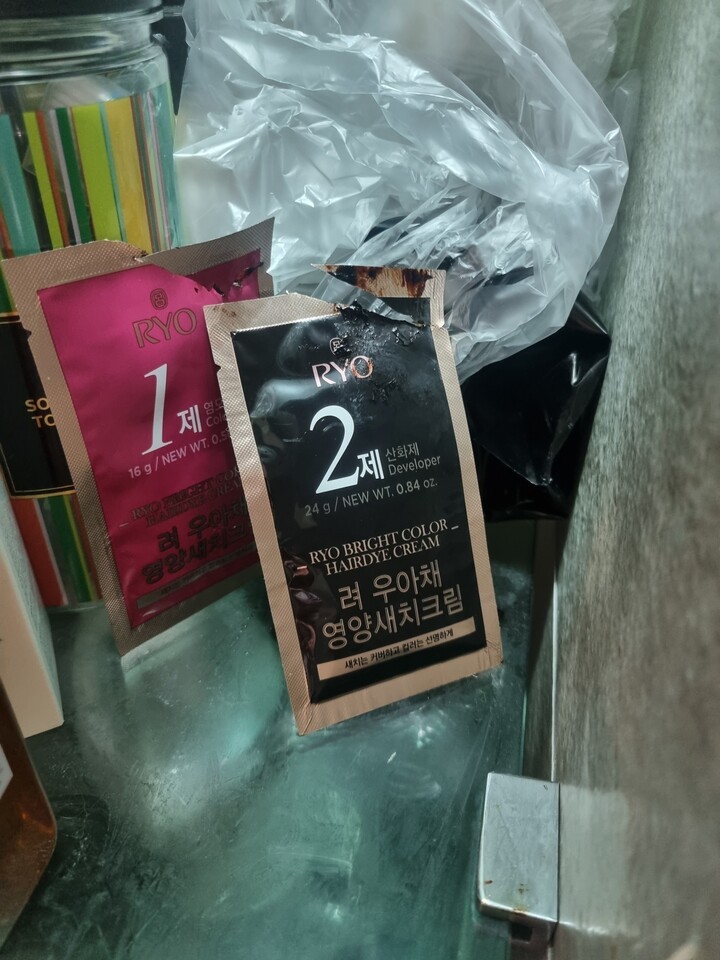 RYO
1제
16 g / NEW WT.
려 우아채
영양새치크
RYO
2제 산화제
Developer
24 g / NEW WT. 0.84 oz.
RYO BRIGHT COLOR
HAIRDYE CREAM
려 우아채
영양새치크림
새치는 커버하고 컬러는 선명하게
SO
TO